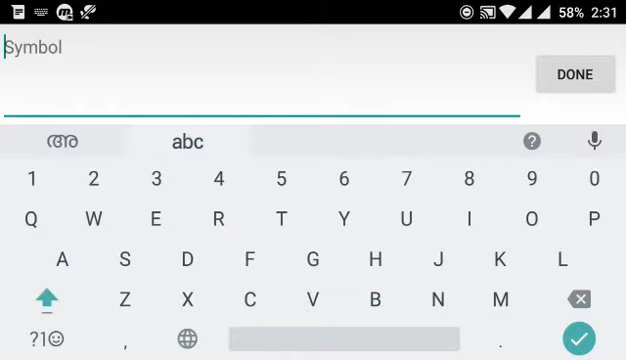 58% 2:31
Symbol
DONE
അ abc ?
1 2 3 4 5 6 7 8 9 0
Q W E R T Y U I O P
A S D F G H J K L
Z X C V B N M
?1☺ , .